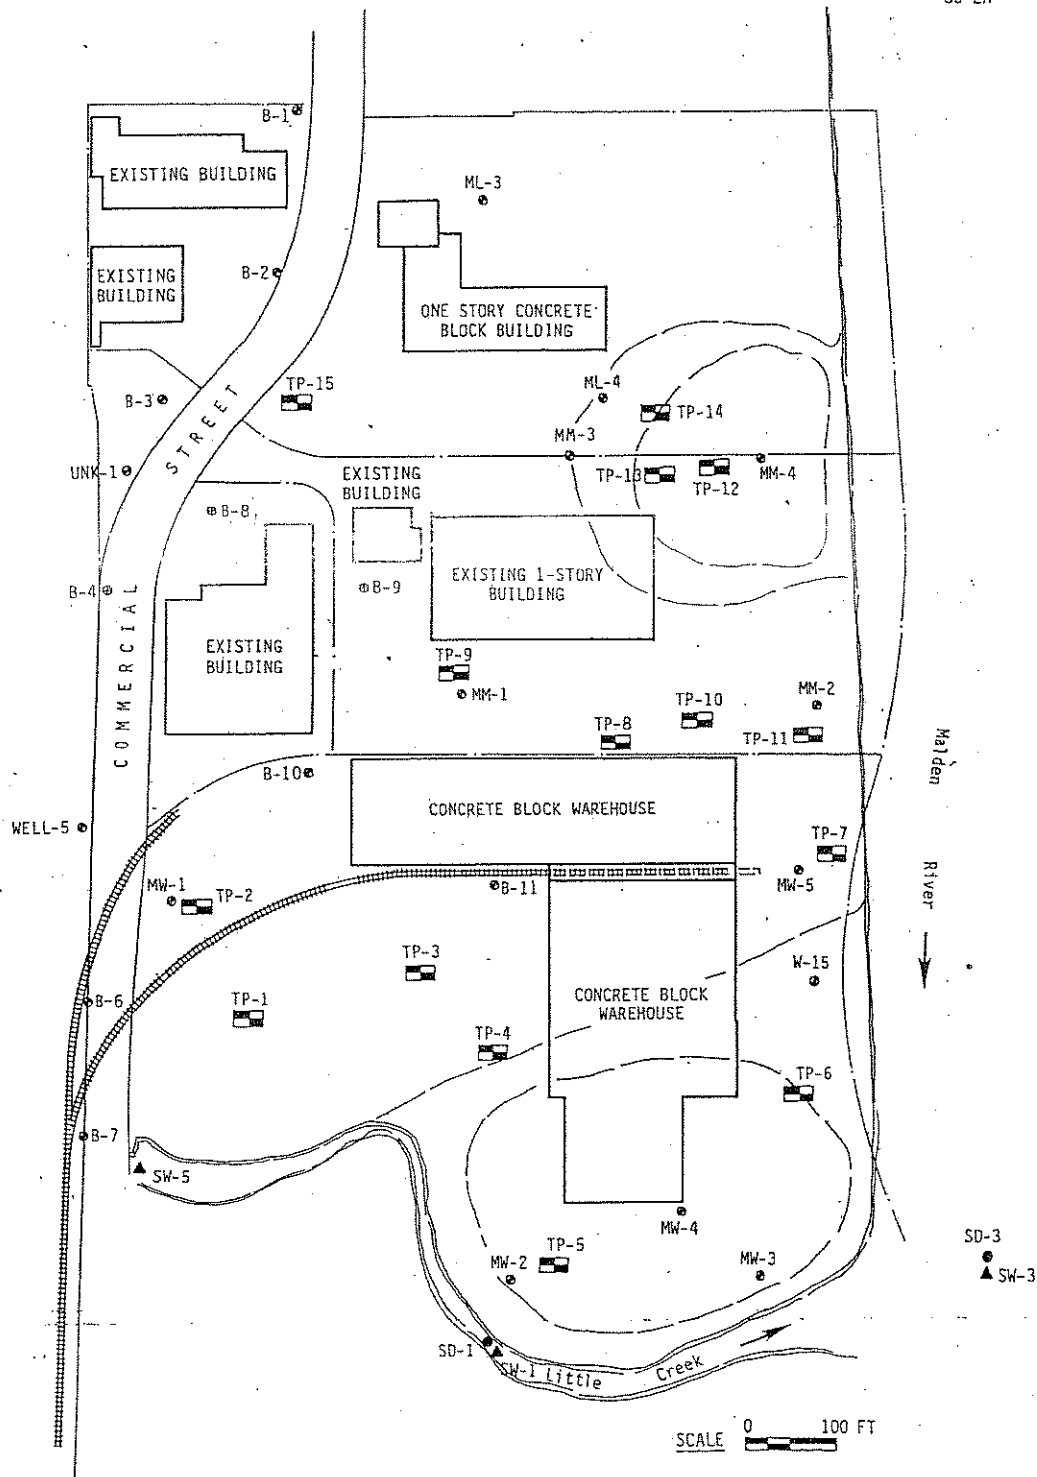 B-1
EXISTING BUILDING
ML-3
B-2
EXISTING
BUILDING
ONE STORY CONCRETE
BLOCK BUILDING
TP-15
B-3
STREET
ML-4
TP-14
MM-3
UNK-1
EXISTING
BUILDING
TP-13
TP-12
MM-4
B-8
B-4
B-9
EXISTING 1-STORY
BUILDING
COMMERCIAL
EXISTING
BUILDING
TP-9
MM-1
MM-2
TP-10
TP-8
TP-11
Malden
River
B-10
CONCRETE BLOCK WAREHOUSE
WELL-5
TP-7
MW-1
TP-2
B-11
MW-5
TP-3
W-15
B-6
TP-1
CONCRETE BLOCK
WAREHOUSE
TP-4
TP-6
B-7
SW-5
MW-4
SD-3
SW-3
MW-2
TP-5
MW-3
SD-1
SW-1
Little
Creek
SCALE
0 100 FT